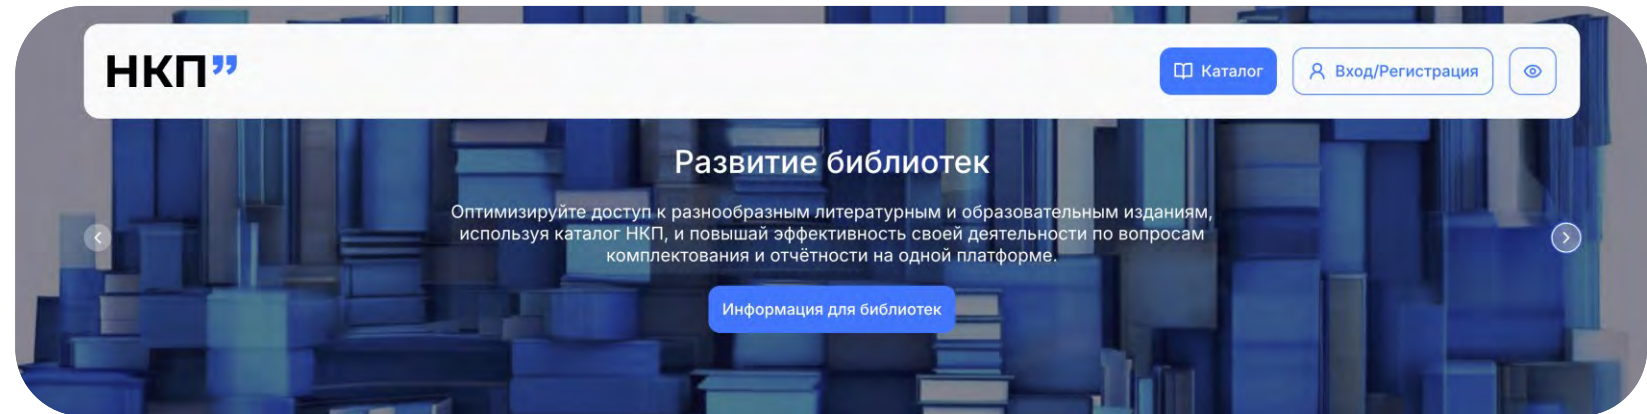 НКП”
Каталог
Вход/Регистрация
Развитие библиотек
Оптимизируйте доступ к разнообразным литературным и образовательным изданиям,
используя каталог НКП, и повышай эффективность своей деятельности по вопросам
комплектования и отчётности на одной платформе.
Информация для библиотек